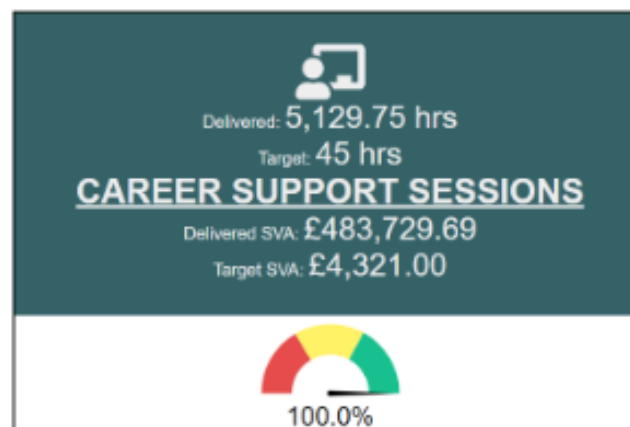 Delivered: 5,129.75 hrs
Target: 45 hrs
CAREER SUPPORT SESSIONS
Delivered SVA: £483,729.69
Target SVA: £4,321.00
100.0%